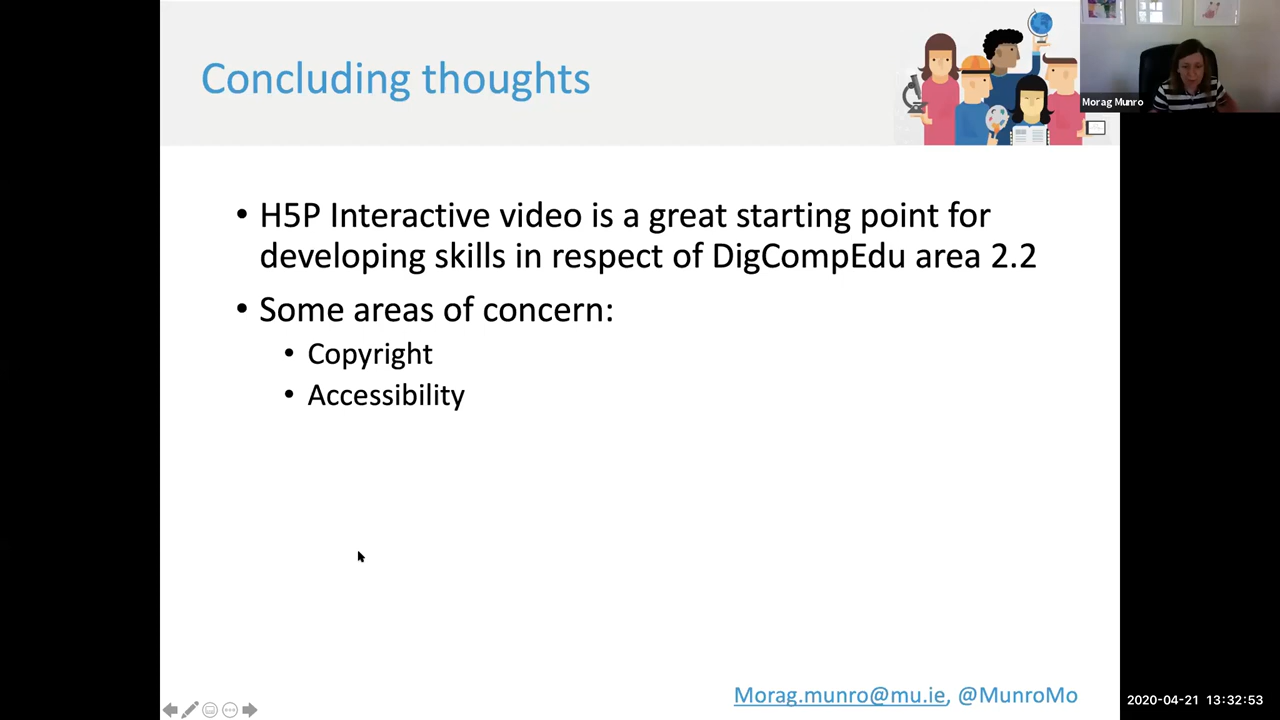 Concluding thoughts
Morag Munro
• H5P Interactive video is a great starting point for
developing skills in respect of DigCompEdu area 2.2
• Some areas of concern:
• Copyright
• Accessibility
Morag.munro@mu.ie, @MunroMo
2020-04-21 13:32:53